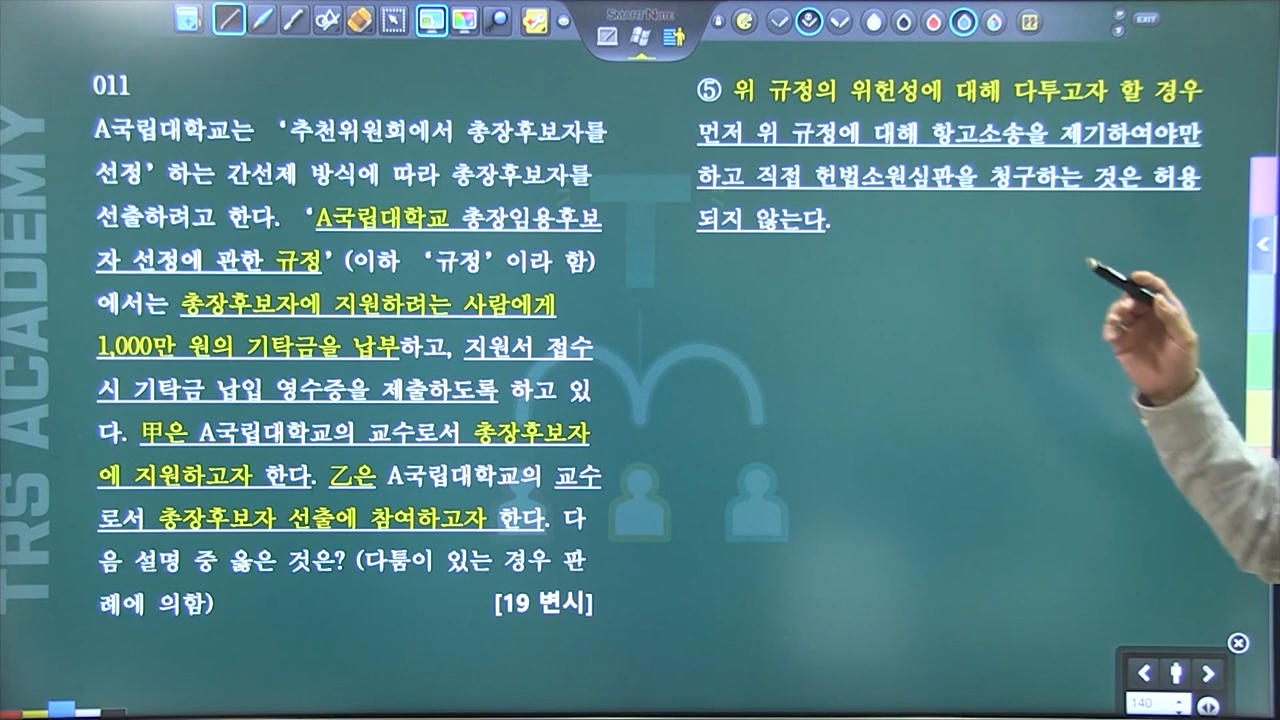 SMART NOTE
EXIT
011
A국립대학교는 ‘추천위원회에서 총장후보자를
선정’ 하는 간선제 방식에 따라 총장후보자를
선출하려고 한다. ‘A국립대학교 총장임용후보
자 선정에 관한 규정’ (이하 ‘규정’ 이라 함)
에서는 총장후보자에 지원하려는 사람에게
1,000만 원의 기탁금을 납부하고, 지원서 접수
시 기탁금 납입 영수증을 제출하도록 하고 있
다. 甲은 A국립대학교의 교수로서 총장후보자
에 지원하고자 한다. 乙은 A국립대학교의 교수
로서 총장후보자 선출에 참여하고자 한다. 다
음 설명 중 옳은 것은? (다툼이 있는 경우 판
례에 의함) [19 변시]
⑤ 위 규정의 위헌성에 대해 다투고자 할 경우
먼저 위 규정에 대해 항고소송을 제기하여야만
하고 직접 헌법소원심판을 청구하는 것은 허용
되지 않는다.
TRS ACADEMY
140